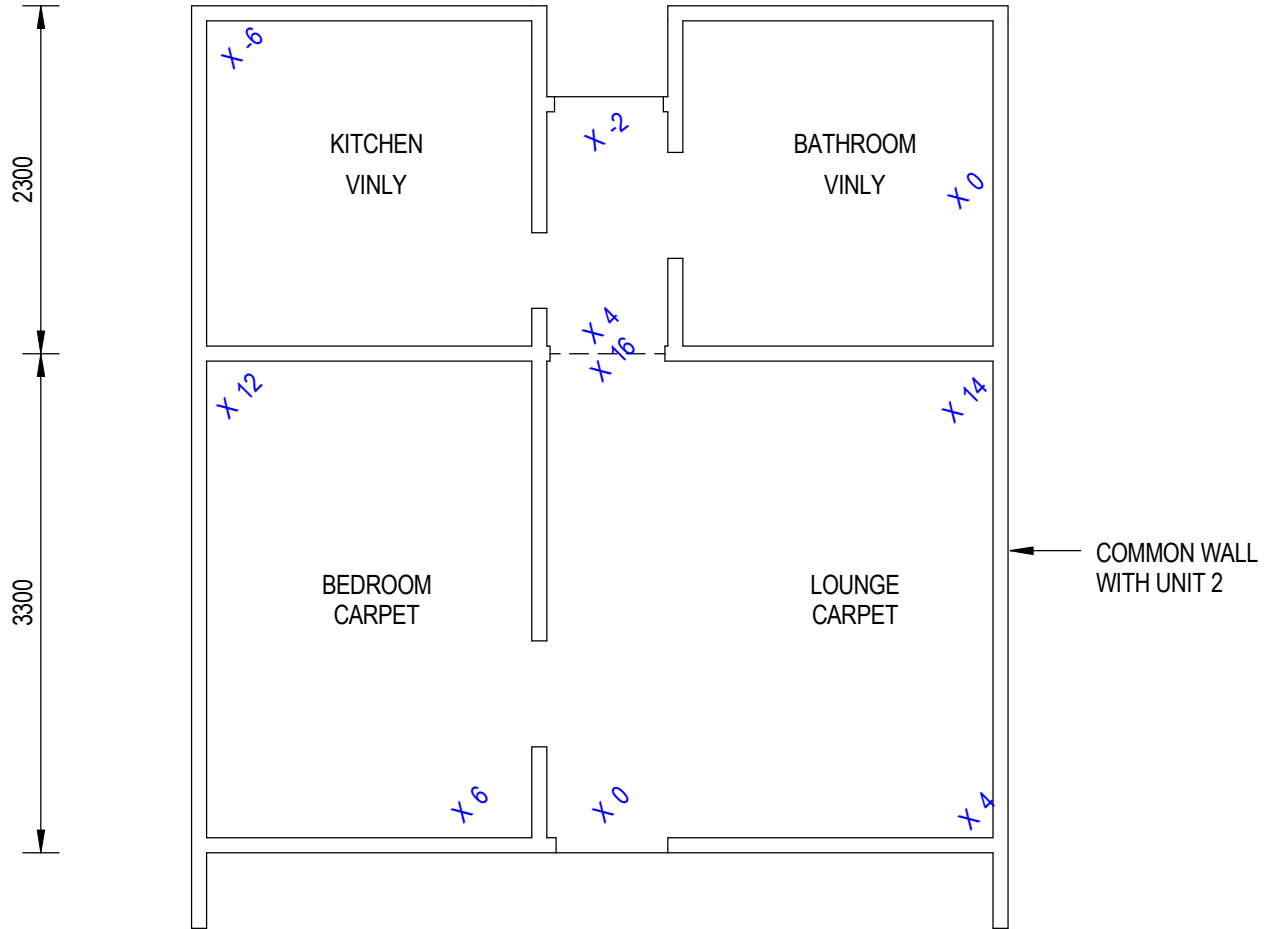 X -6
X -2
KITCHEN
VINLY
BATHROOM
VINLY
X 0
2300
X 4
X 16
X 12
X 14
BEDROOM
CARPET
LOUNGE
CARPET
COMMON WALL
WITH UNIT 2
3300
X 6
X 0
X 4